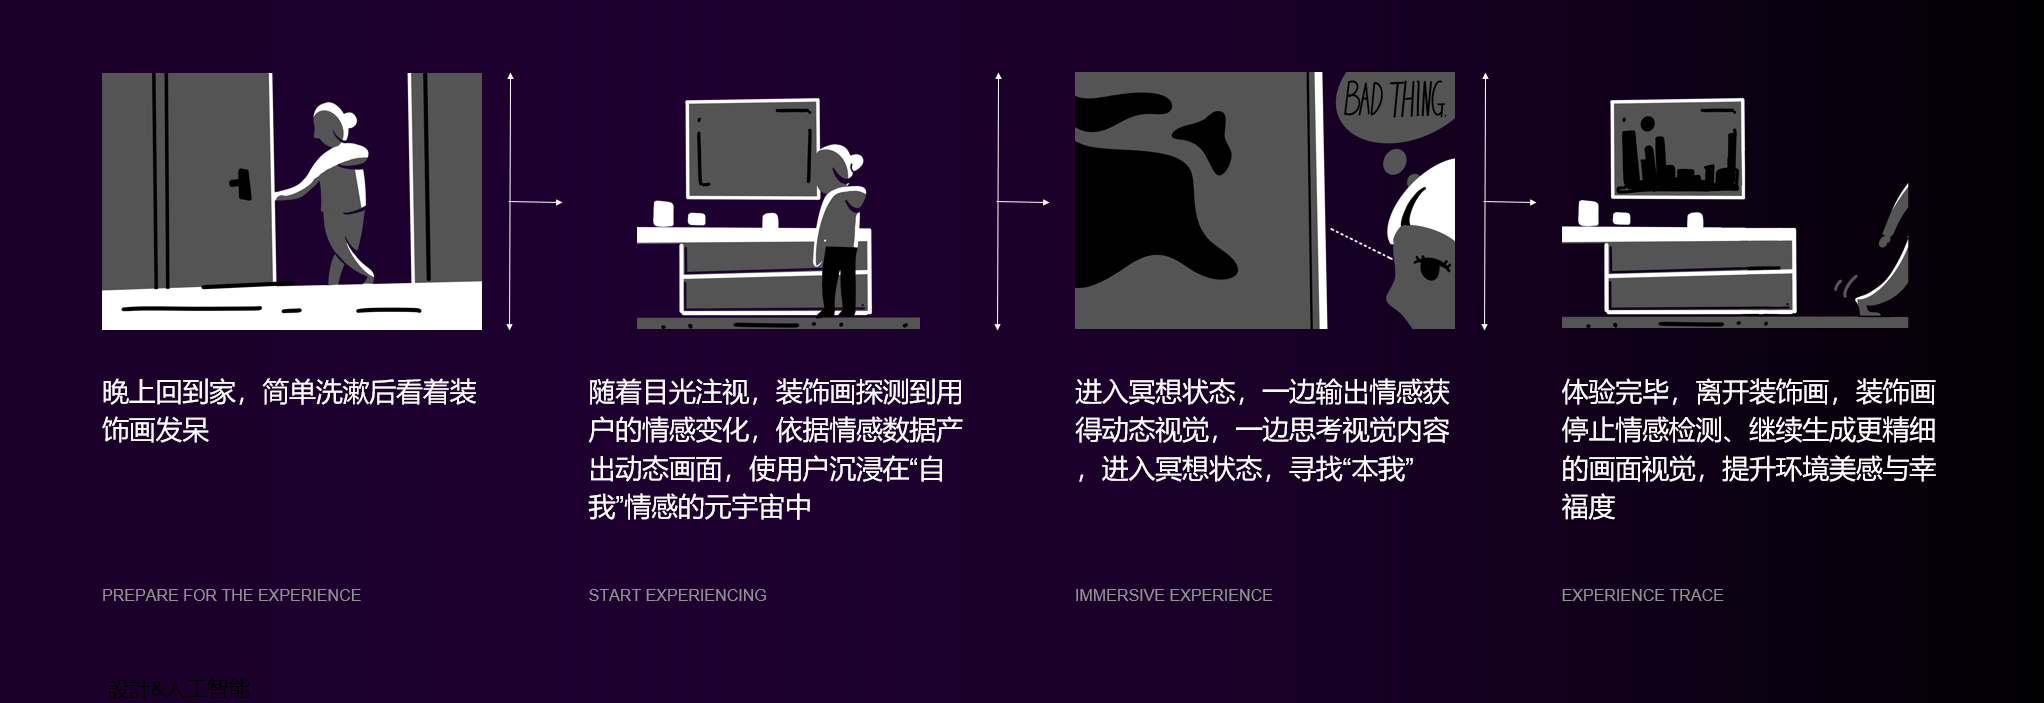 BAD THING.
晚上回到家，简单洗漱后看着装
饰画发呆
随着目光注视，装饰画探测到用
户的情感变化，依据情感数据产
出动态画面，使用户沉浸在“自
我”情感的元宇宙中
进入冥想状态，一边输出情感获
得动态视觉，一边思考视觉内容
，进入冥想状态，寻找“本我”
体验完毕，离开装饰画，装饰画
停止情感检测、继续生成更精细
的画面视觉，提升环境美感与幸
福度
PREPARE FOR THE EXPERIENCE
START EXPERIENCING
IMMERSIVE EXPERIENCE
EXPERIENCE TRACE
設計&人工智能